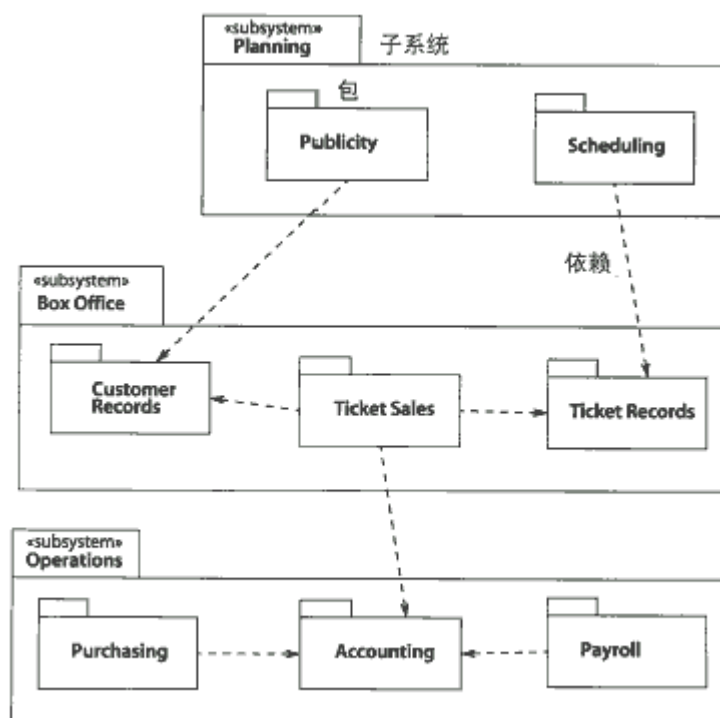 «subsystem»
Planning
子系统
包
Publicity
Scheduling
依赖
«subsystem»
Box Office
Customer
Records
Ticket Sales
Ticket Records
«subsystem»
Operations
Purchasing
Accounting
Payroll